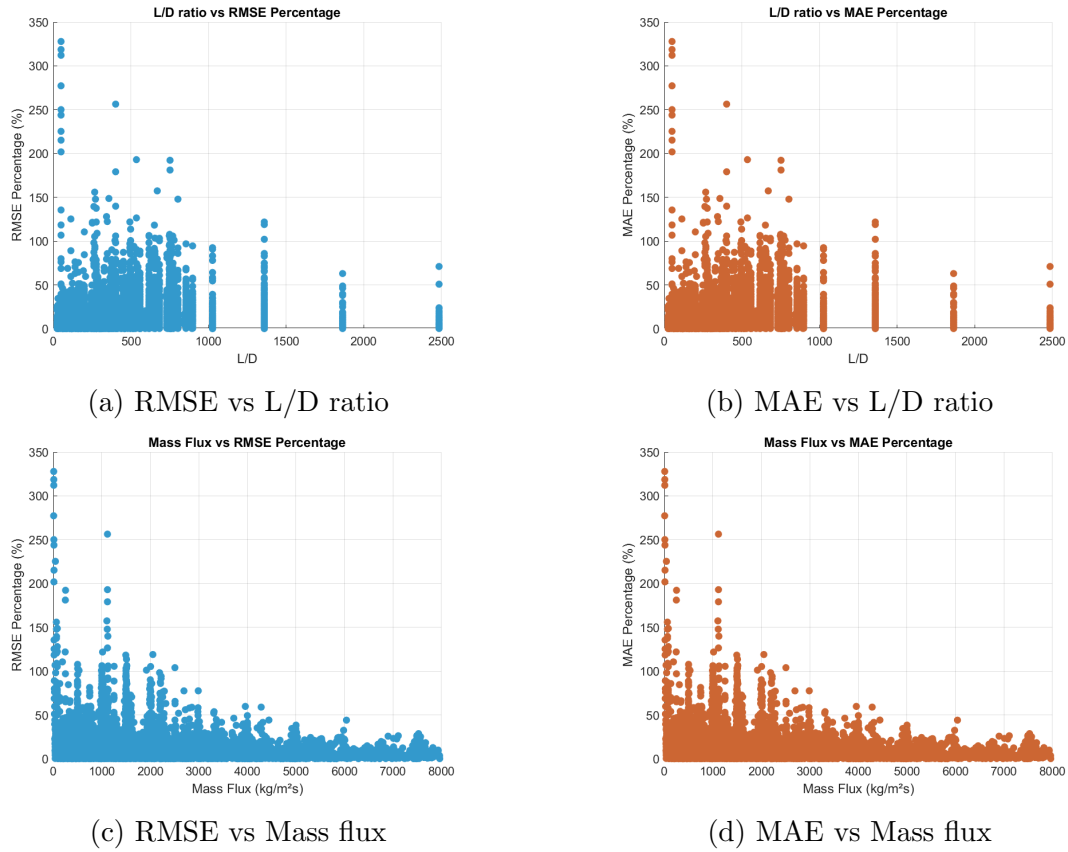 L/D ratio vs RMSE Percentage
350
300
250
200
150
100
50
0
RMSE Percentage (%)
0 500 1000 1500 2000 2500
L/D
(a) RMSE vs L/D ratio
L/D ratio vs MAE Percentage
350
300
250
200
150
100
50
0
MAE Percentage (%)
0 500 1000 1500 2000 2500
L/D
(b) MAE vs L/D ratio
Mass Flux vs RMSE Percentage
350
300
250
200
150
100
50
0
RMSE Percentage (%)
0 1000 2000 3000 4000 5000 6000 7000 8000
Mass Flux (kg/m²s)
(c) RMSE vs Mass flux
Mass Flux vs MAE Percentage
350
300
250
200
150
100
50
0
MAE Percentage (%)
0 1000 2000 3000 4000 5000 6000 7000 8000
Mass Flux (kg/m²s)
(d) MAE vs Mass flux